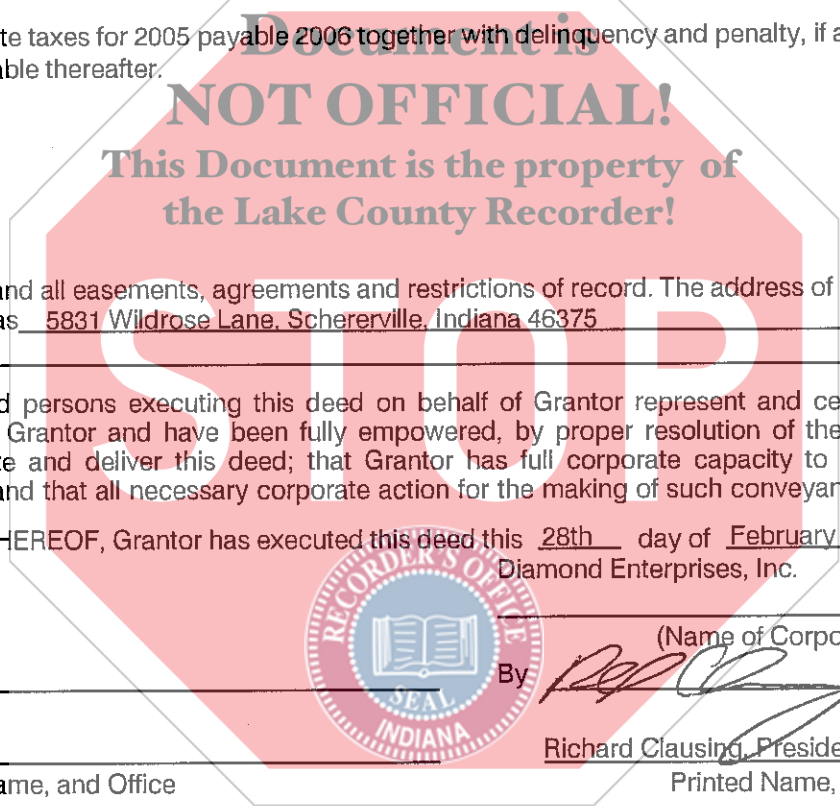 te taxes for 2005 payable 2006 together with delinquency and penalty, if a
Document is
ble thereafter.
NOT OFFICIAL!
This Document is the property of
the Lake County Recorder!
and all easements, agreements and restrictions of record. The address of
as 5831 Wildrose Lane, Schererville, Indiana 46375
STOP
d persons executing this deed on behalf of Grantor represent and ce
Grantor and have been fully empowered, by proper resolution of the
e and deliver this deed; that Grantor has full corporate capacity to
and that all necessary corporate action for the making of such conveyan
HEREOF, Grantor has executed this deed this 28th day of February
Diamond Enterprises, Inc.
RECORDER'S OFFICE
(Name of Corpo
By
SEAL
INDIANA
Richard Clausing, Preside
ame, and Office
Printed Name,